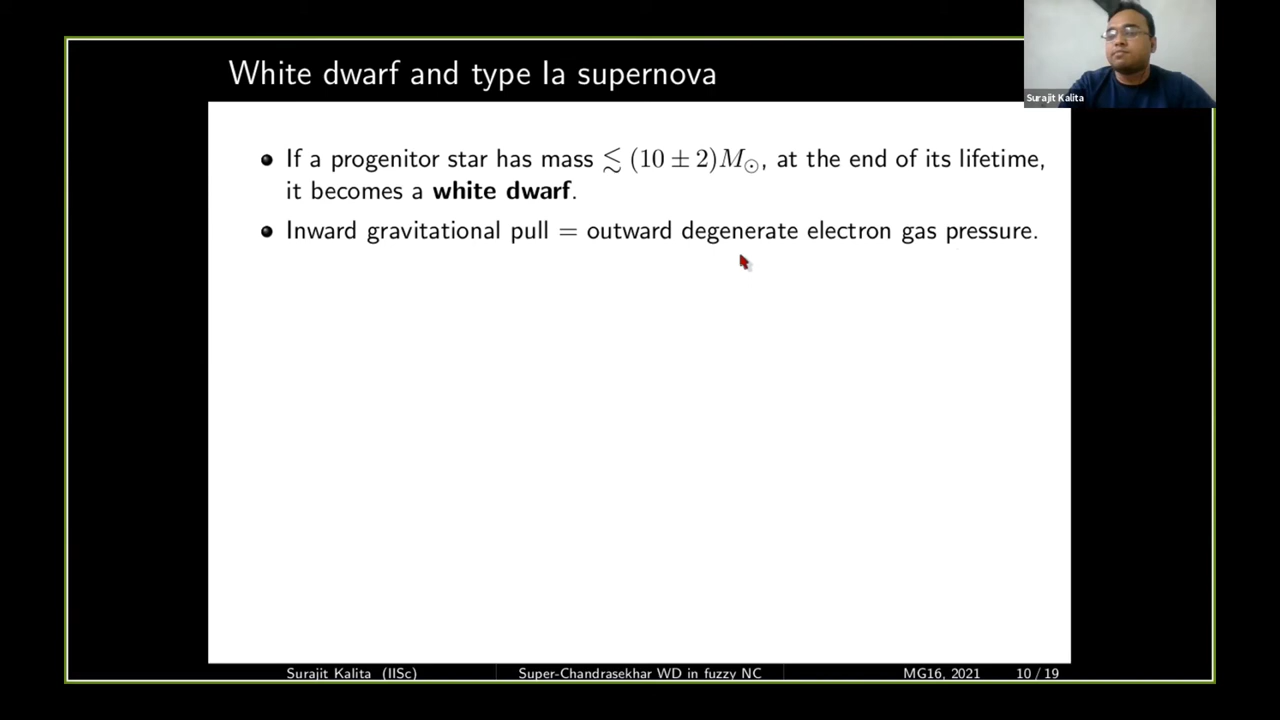 White dwarf and type Ia supernova
Surajit Kalita
If a progenitor star has mass ≲ (10 ± 2)M⊙, at the end of its lifetime,
it becomes a white dwarf.
Inward gravitational pull = outward degenerate electron gas pressure.
Surajit Kalita (IISc) Super-Chandrasekhar WD in fuzzy NC MG16, 2021 10 / 19